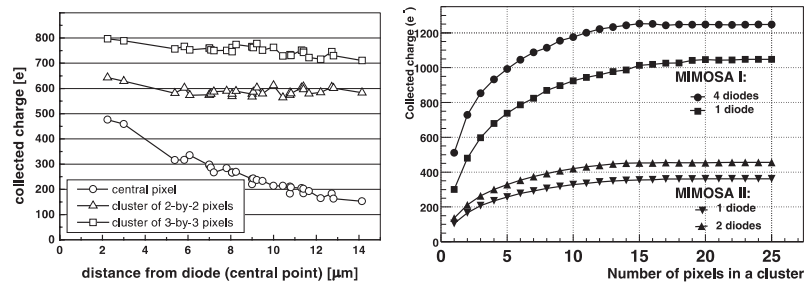 collected charge [e]
900
800
700
600
500
400
300
200
100
0
central pixel
cluster of 2-by-2 pixels
cluster of 3-by-3 pixels
0 2 4 6 8 10 12 14 16
distance from diode (central point) [μm]
Collected charge (e⁻)
1200
1000
800
600
400
200
0
MIMOSA I:
4 diodes
1 diode
MIMOSA II:
1 diode
2 diodes
0 5 10 15 20 25
Number of pixels in a cluster